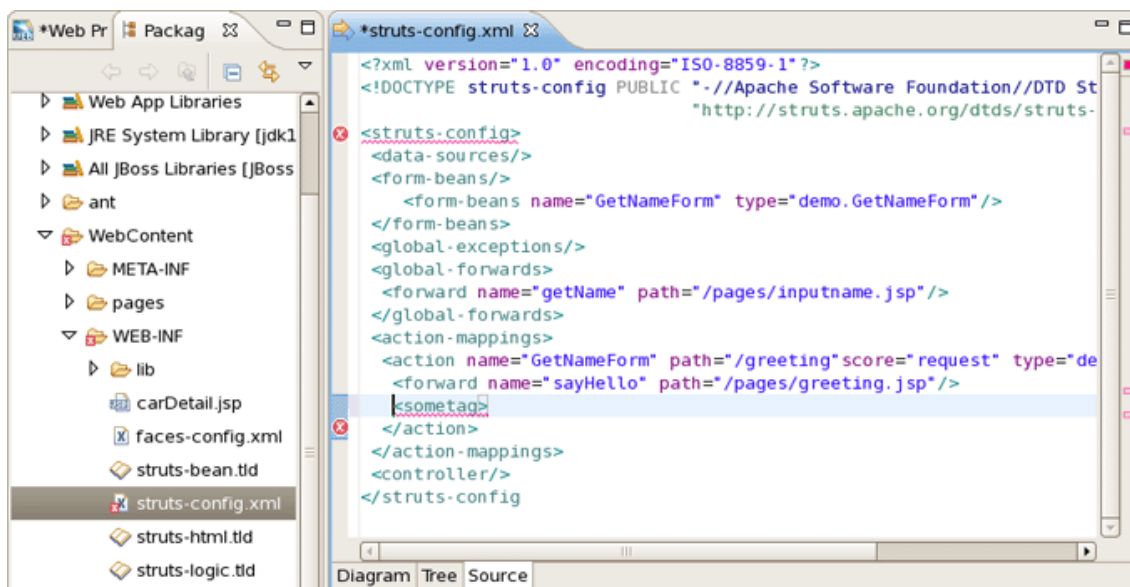 *Web Pr
Packag
Web App Libraries
JRE System Library [jdk1
All JBoss Libraries [JBoss
ant
WebContent
META-INF
pages
WEB-INF
lib
carDetail.jsp
faces-config.xml
struts-bean.tld
struts-config.xml
struts-html.tld
struts-logic.tld
*struts-config.xml
<?xml version="1.0" encoding="ISO-8859-1"?>
<!DOCTYPE struts-config PUBLIC "-//Apache Software Foundation//DTD St
"http://struts.apache.org/dtds/struts-
<struts-config>
<data-sources/>
<form-beans/>
<form-beans name="GetNameForm" type="demo.GetNameForm"/>
</form-beans>
<global-exceptions/>
<global-forwards>
<forward name="getName" path="/pages/inputname.jsp"/>
</global-forwards>
<action-mappings>
<action name="GetNameForm" path="/greeting"score="request" type="de
<forward name="sayHello" path="/pages/greeting.jsp"/>
<sometag>
</action>
</action-mappings>
<controller/>
</struts-config
Diagram Tree Source